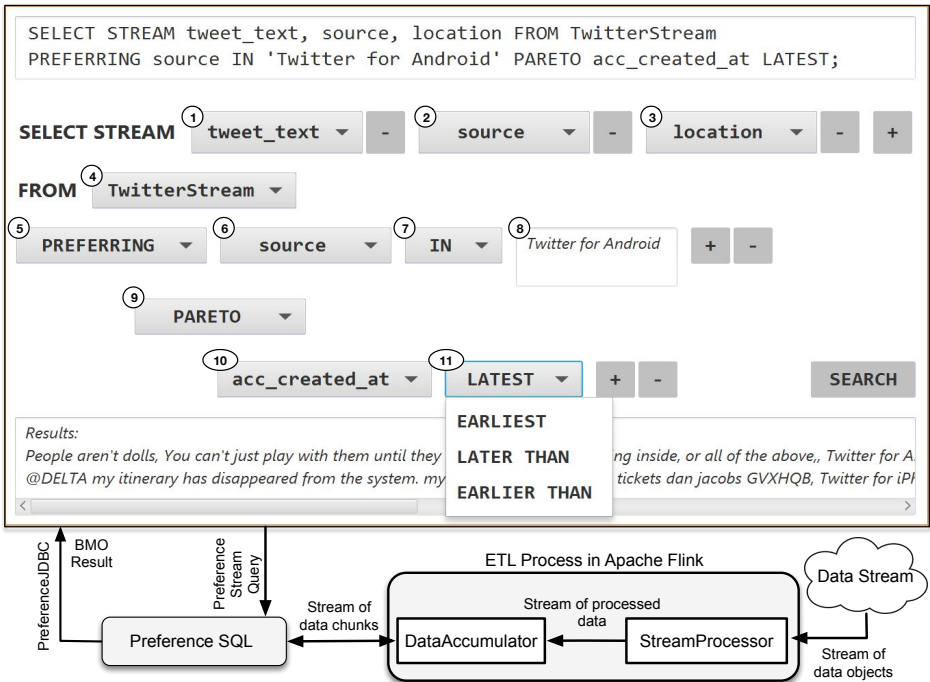 SELECT STREAM tweet_text, source, location FROM TwitterStream
PREFERRING source IN 'Twitter for Android' PARETO acc_created_at LATEST;
SELECT STREAM 1 tweet_text - 2 source - 3 location - +
FROM 4 TwitterStream
5 PREFERRING 6 source 7 IN 8 Twitter for Android + -
9 PARETO
10 acc_created_at 11 LATEST + - SEARCH
EARLIEST
LATER THAN
EARLIER THAN
Results:
People aren't dolls, You can't just play with them until they ng inside, or all of the above,, Twitter for A
@DELTA my itinerary has disappeared from the system. my tickets dan jacobs GVXHQB, Twitter for iPh
PreferenceJDBC
BMO
Result
Preference
Stream
Query
ETL Process in Apache Flink
Data Stream
Preference SQL
Stream of
data chunks
DataAccumulator
Stream of processed
data
StreamProcessor
Stream of
data objects